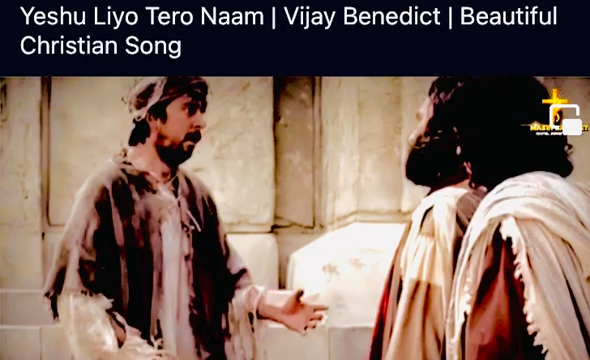 Yeshu Liyo Tero Naam | Vijay Benedict | Beautiful
Christian Song